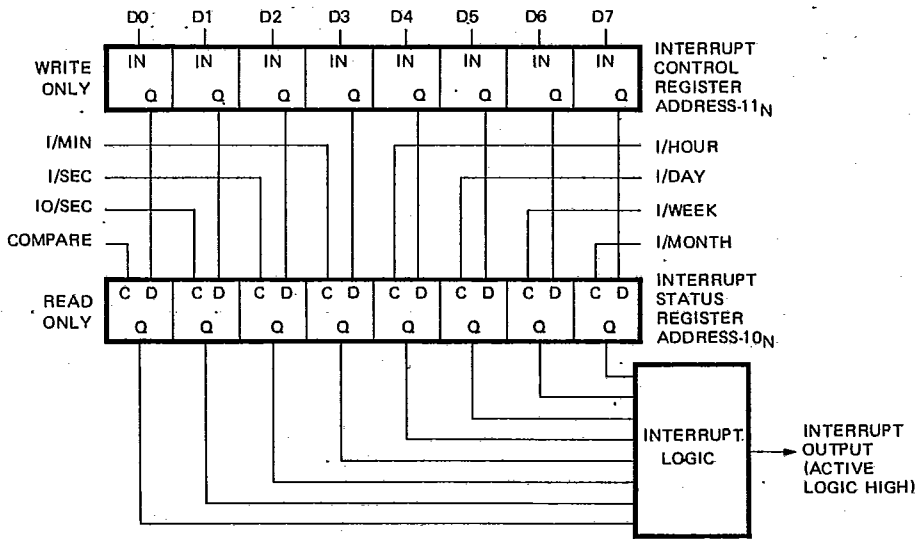 D0 D1 D2 D3 D4 D5 D6 D7
WRITE
ONLY
IN IN IN IN IN IN IN IN
Q Q Q Q Q Q Q Q
INTERRUPT
CONTROL
REGISTER
ADDRESS-11N
I/MIN
I/SEC
IO/SEC
COMPARE
I/HOUR
I/DAY
I/WEEK
I/MONTH
READ
ONLY
C D C D C D C D C D C D C D C D
Q Q Q Q Q Q Q Q
INTERRUPT
STATUS
REGISTER
ADDRESS-10N
INTERRUPT
LOGIC
INTERRUPT
OUTPUT
(ACTIVE
LOGIC HIGH)